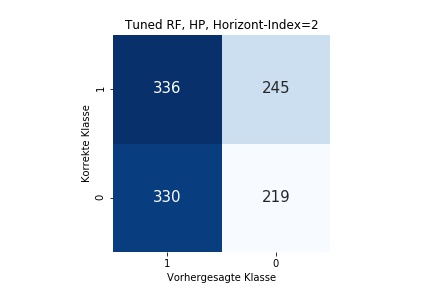 Tuned RF, HP, Horizont-Index=2
Korrekte Klasse
1
336
245
0
330
219
1
0
Vorhergesagte Klasse